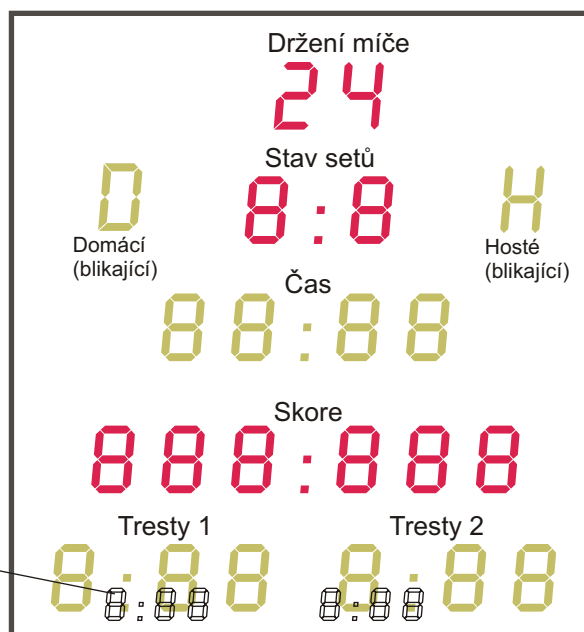 Držení míče
24
Stav setů
D 8:8 H
Domácí
(blikající)
Hosté
(blikající)
Čas
88:88
Skore
888:888
Tresty 1 Tresty 2
8:88 8:88
8:88 8:88